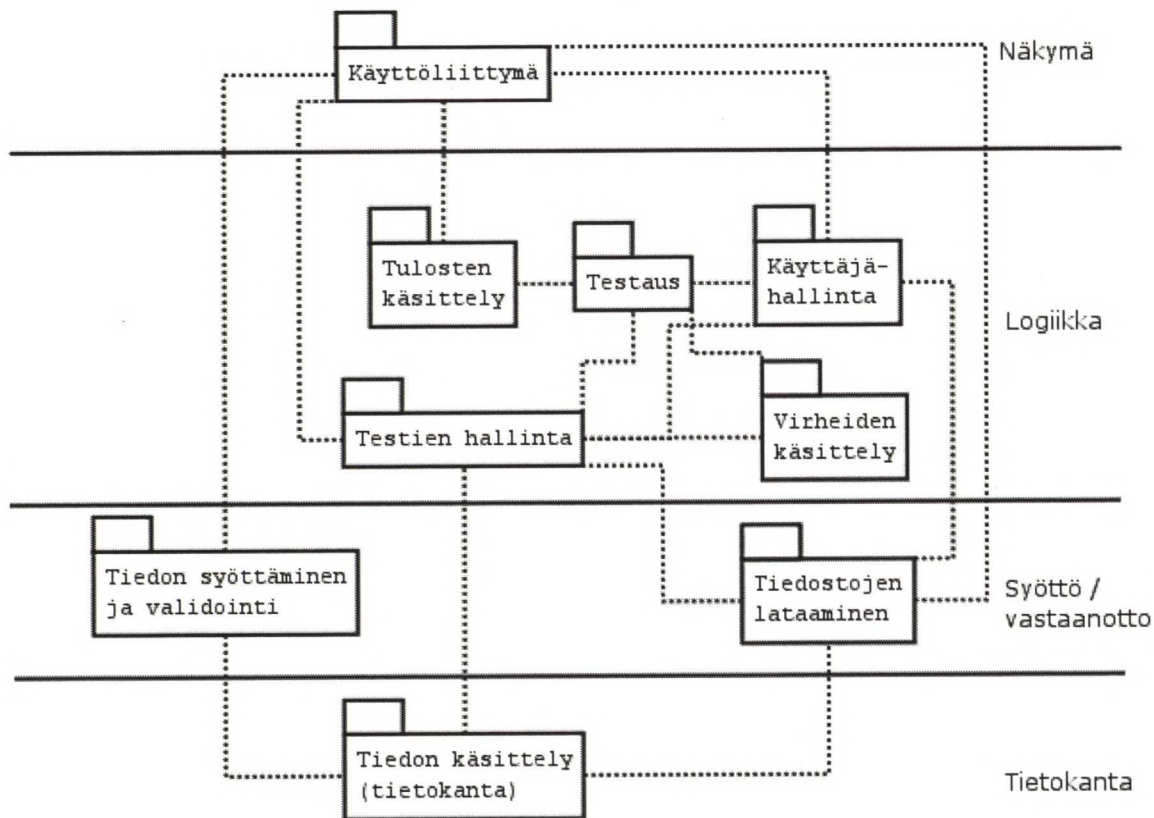 Käyttöliittymä
Näkymä
Tulosten
käsittely
Testaus
Käyttäjä-
hallinta
Logiikka
Testien hallinta
Virheiden
käsittely
Tiedon syöttäminen
ja validointi
Tiedostojen
lataaminen
Syöttö /
vastaanotto
Tiedon käsittely
(tietokanta)
Tietokanta